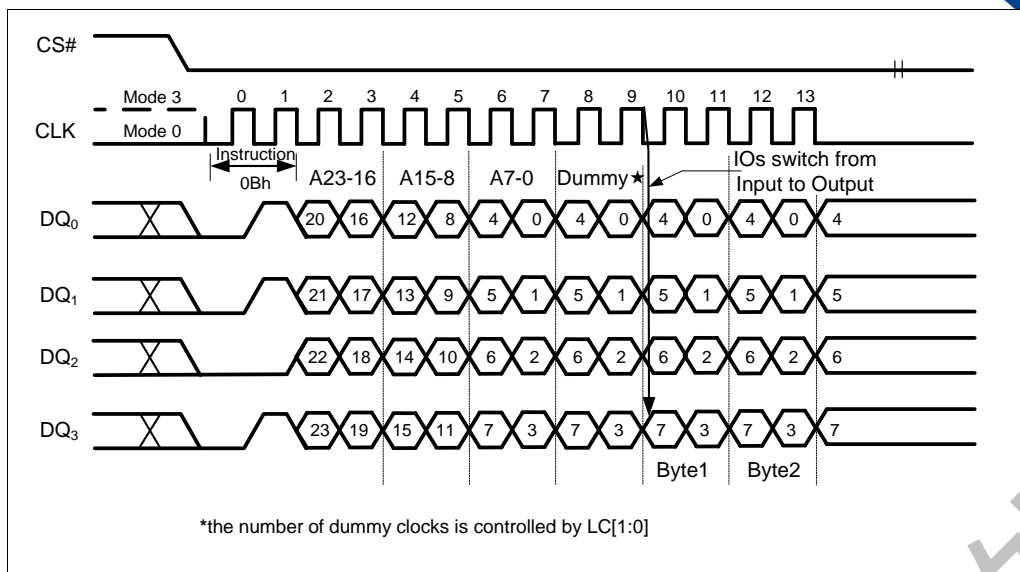 CS#
Mode 3
0 1 2 3 4 5 6 7 8 9 10 11 12 13
CLK
Mode 0
Instruction
0Bh
A23-16 A15-8 A7-0 Dummy★
IOs switch from
Input to Output
DQ0 20 16 12 8 4 0 4 0 4 0 4 0 4
DQ1 21 17 13 9 5 1 5 1 5 1 5 1 5
DQ2 22 18 14 10 6 2 6 2 6 2 6 2 6
DQ3 23 19 15 11 7 3 7 3 7 3 7 3 7
Byte1 Byte2
*the number of dummy clocks is controlled by LC[1:0]